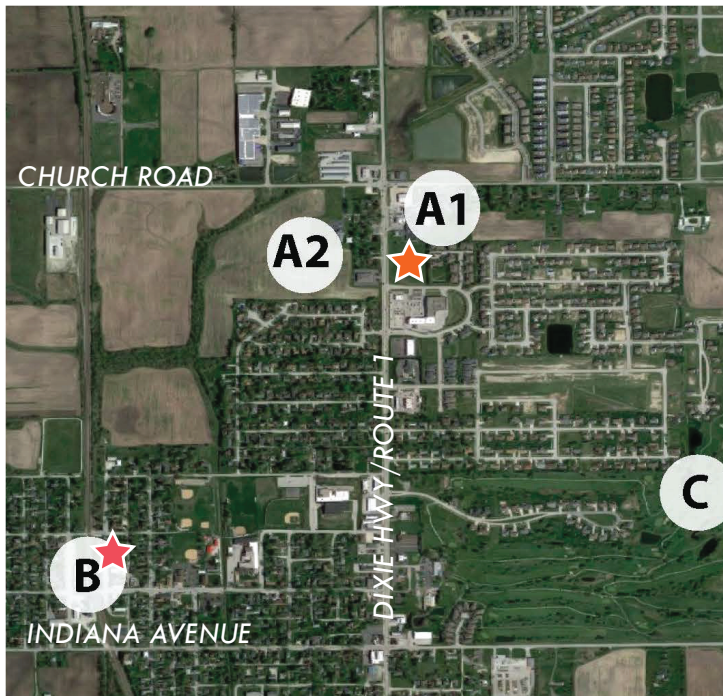 CHURCH ROAD
A1
A2
DIXIE HWY/ROUTE 1
C
B
INDIANA AVENUE